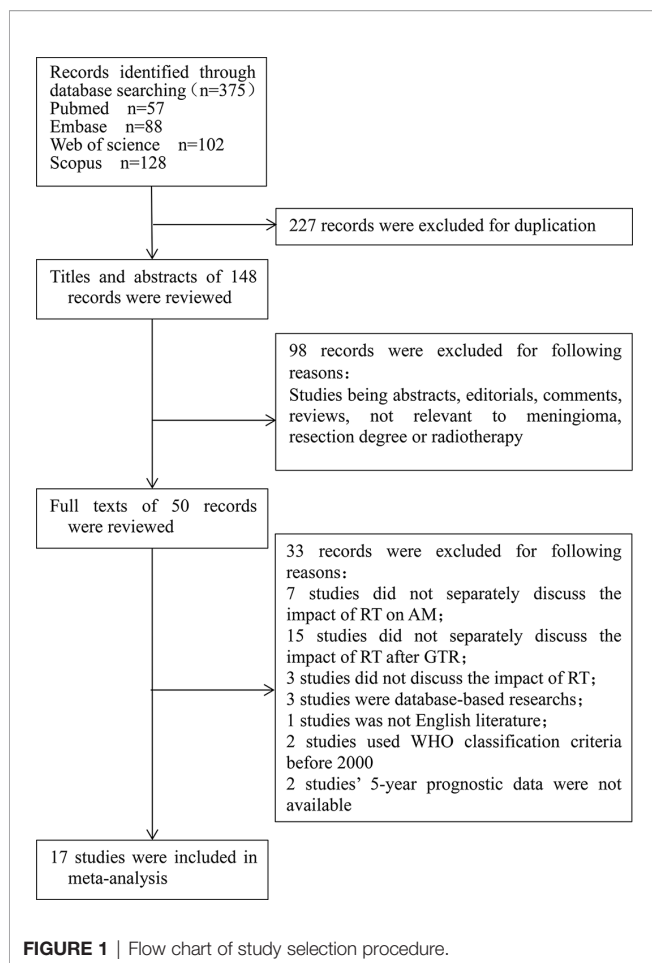 Records identified through
database searching（n=375）
Pubmed n=57
Embase n=88
Web of science n=102
Scopus n=128
227 records were excluded for duplication
Titles and abstracts of 148
records were reviewed
98 records were excluded for following
reasons：
Studies being abstracts, editorials, comments,
reviews, not relevant to meningioma,
resection degree or radiotherapy
Full texts of 50 records
were reviewed
33 records were excluded for following
reasons：
7 studies did not separately discuss the
impact of RT on AM；
15 studies did not separately discuss the
impact of RT after GTR；
3 studies did not discuss the impact of RT；
3 studies were database-based researchs；
1 studies was not English literature；
2 studies used WHO classification criteria
before 2000
2 studies’ 5-year prognostic data were not
available
17 studies were included in
meta-analysis
FIGURE 1 | Flow chart of study selection procedure.